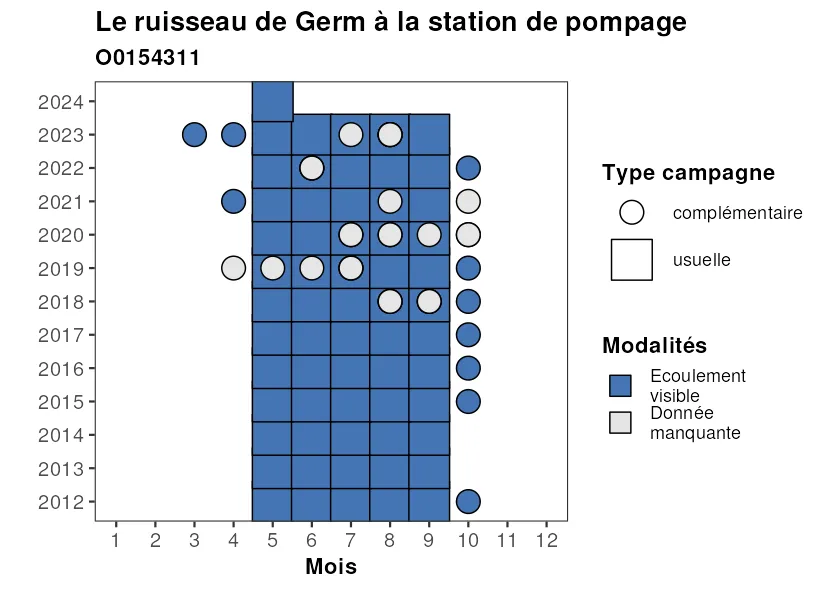 Le ruisseau de Germ à la station de pompage
O0154311
2024
2023
2022
2021
2020
2019
2018
2017
2016
2015
2014
2013
2012
1 2 3 4 5 6 7 8 9 10 11 12
Mois
Type campagne
complémentaire
usuelle
Modalités
Ecoulement
visible
Donnée
manquante